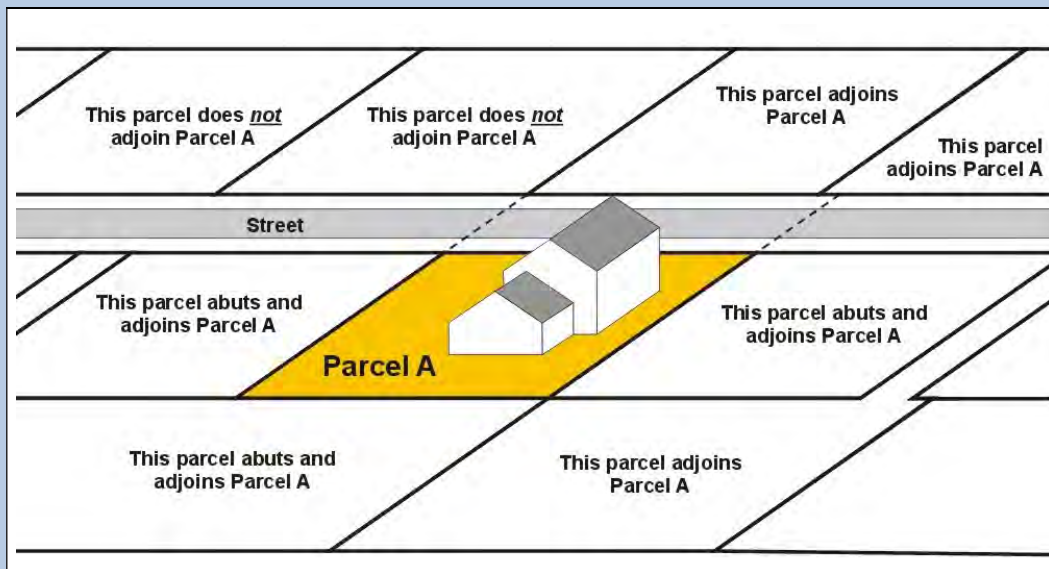 This parcel does not
adjoin Parcel A
This parcel does not
adjoin Parcel A
This parcel adjoins
Parcel A
This parcel
adjoins Parcel A
Street
This parcel abuts and
adjoins Parcel A
Parcel A
This parcel abuts and
adjoins Parcel A
This parcel abuts and
adjoins Parcel A
This parcel adjoins
Parcel A